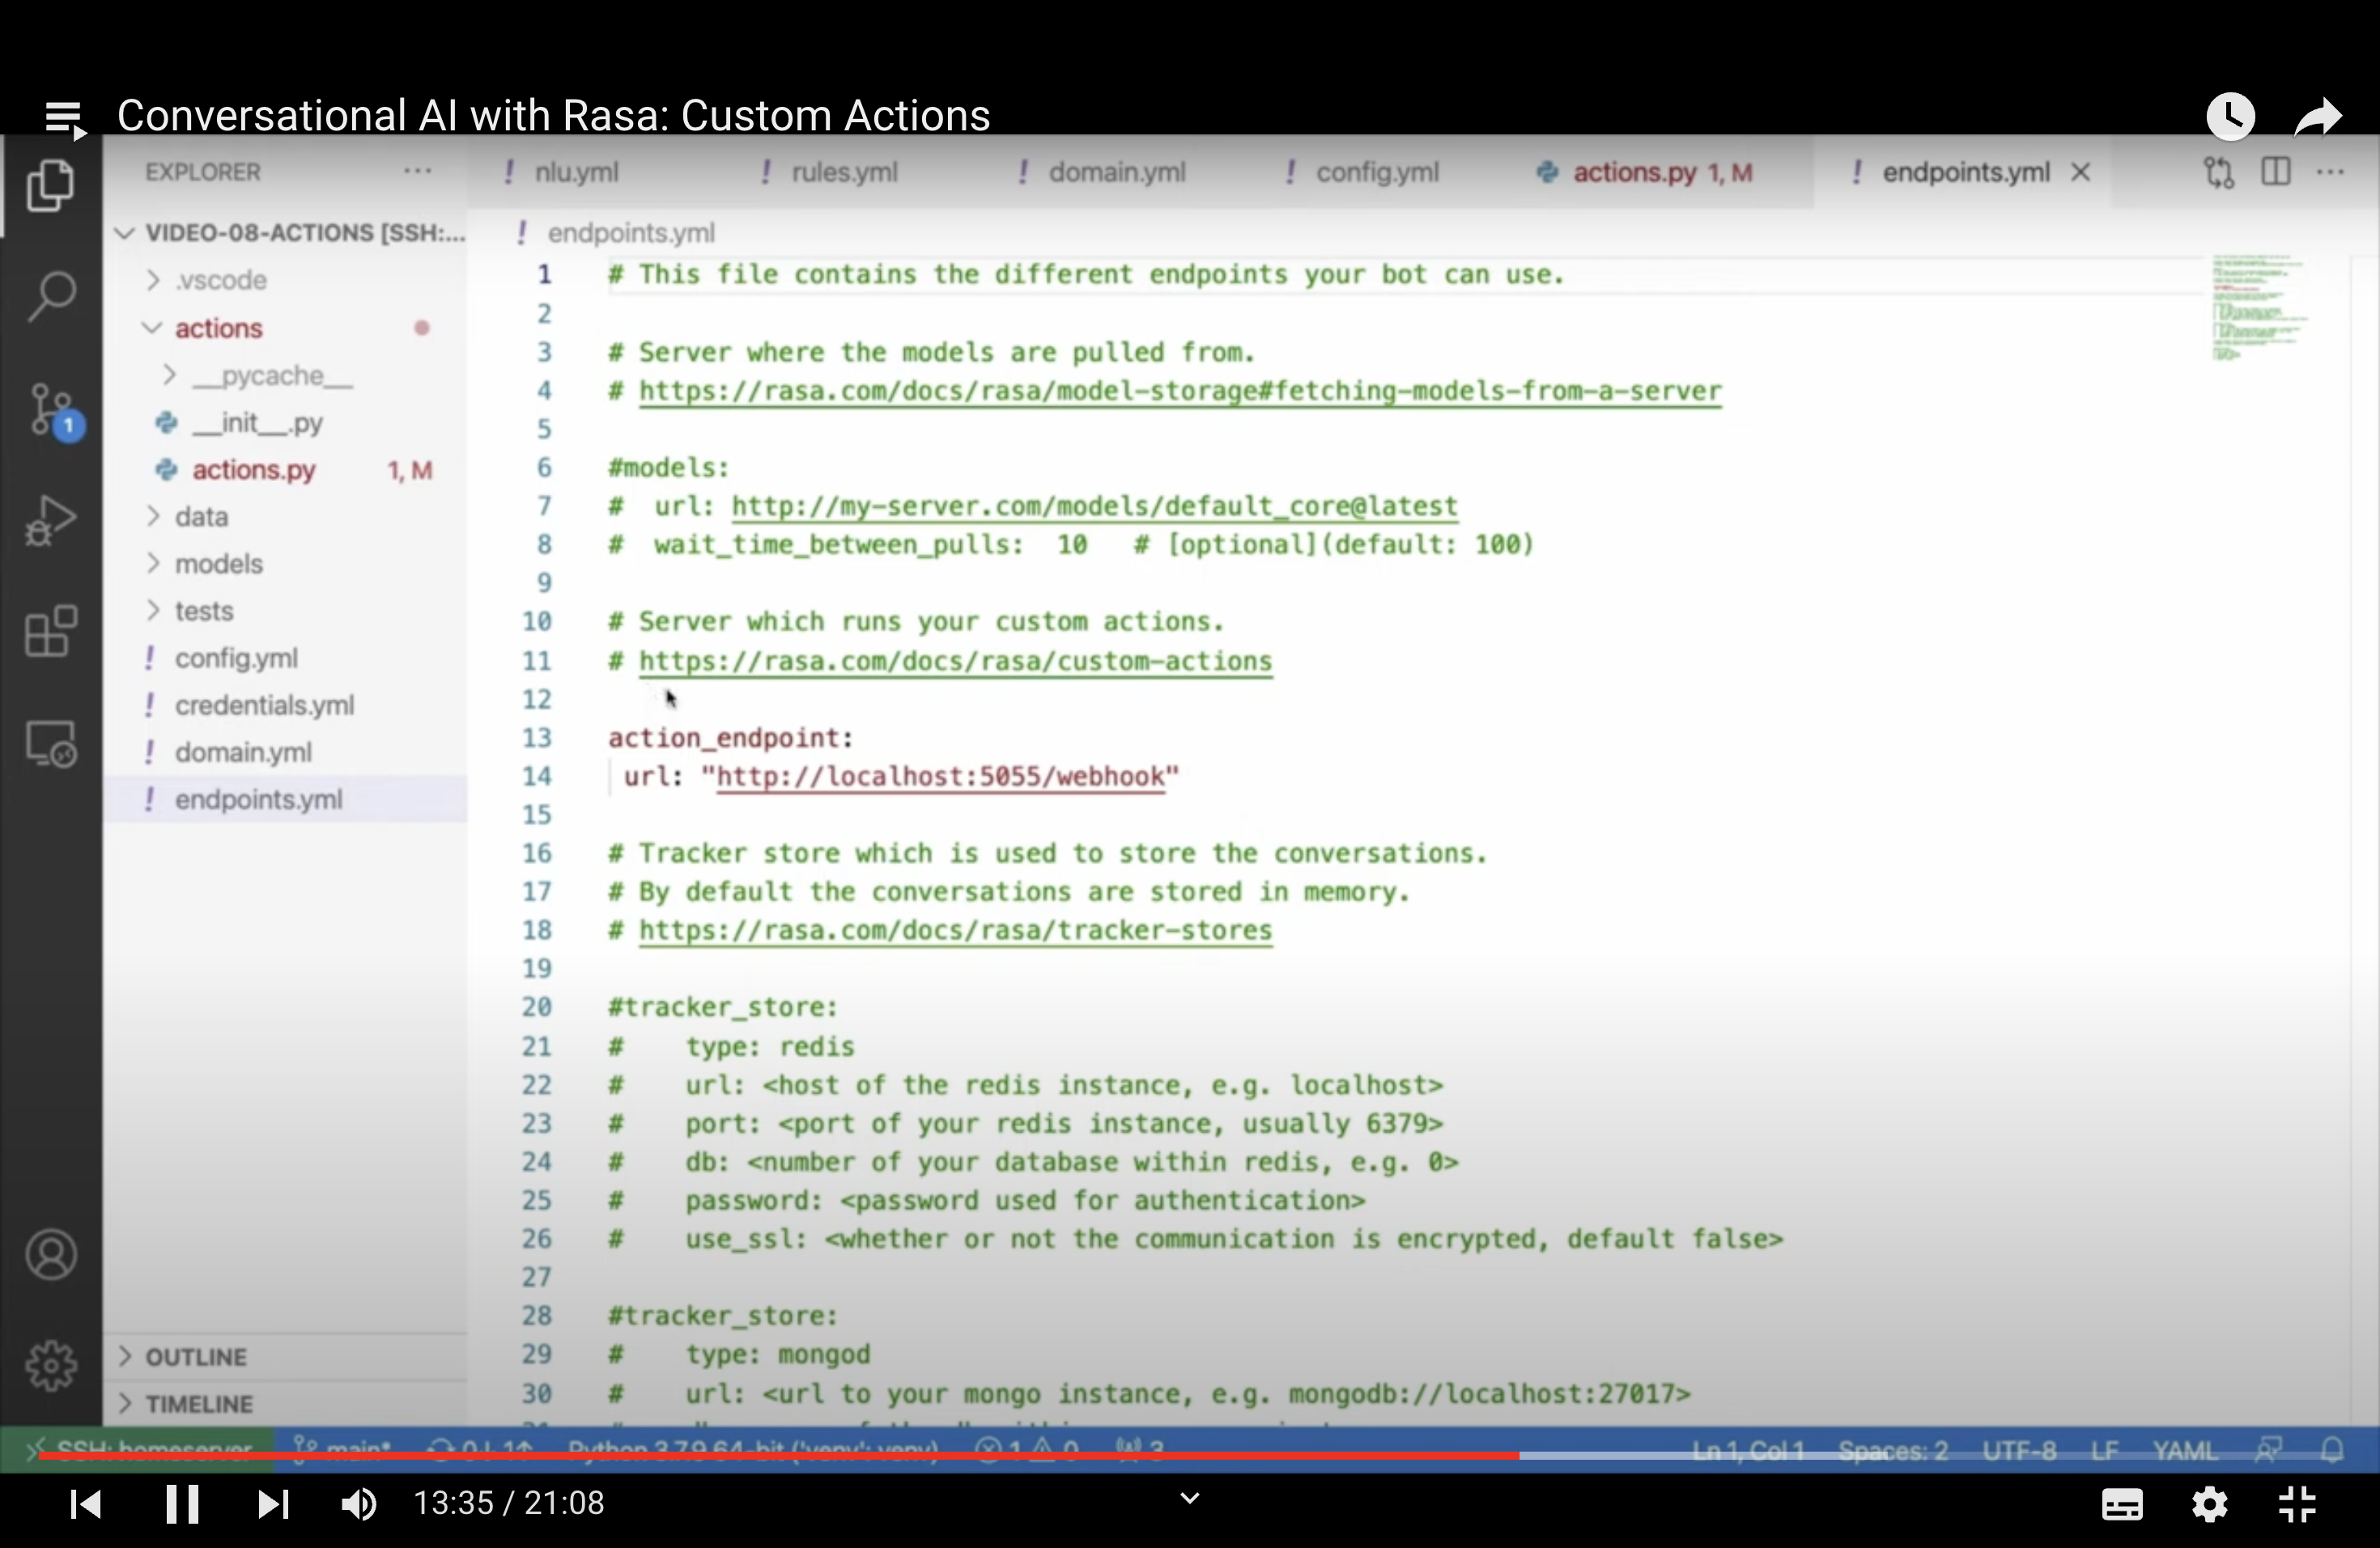 Conversational AI with Rasa: Custom Actions
EXPLORER
nlu.yml
rules.yml
domain.yml
config.yml
actions.py 1, M
endpoints.yml
VIDEO-08-ACTIONS [SSH:...
endpoints.yml
.vscode
actions
__pycache__
__init__.py
actions.py 1, M
data
models
tests
config.yml
credentials.yml
domain.yml
endpoints.yml
OUTLINE
TIMELINE
1
1 # This file contains the different endpoints your bot can use.
2
3 # Server where the models are pulled from.
4 # https://rasa.com/docs/rasa/model-storage#fetching-models-from-a-server
5
6 #models:
7 #  url: http://my-server.com/models/default_core@latest
8 #  wait_time_between_pulls:  10   # [optional](default: 100)
9
10 # Server which runs your custom actions.
11 # https://rasa.com/docs/rasa/custom-actions
12
13 action_endpoint:
14  url: "http://localhost:5055/webhook"
15
16 # Tracker store which is used to store the conversations.
17 # By default the conversations are stored in memory.
18 # https://rasa.com/docs/rasa/tracker-stores
19
20 #tracker_store:
21 #    type: redis
22 #    url: <host of the redis instance, e.g. localhost>
23 #    port: <port of your redis instance, usually 6379>
24 #    db: <number of your database within redis, e.g. 0>
25 #    password: <password used for authentication>
26 #    use_ssl: <whether or not the communication is encrypted, default false>
27
28 #tracker_store:
29 #    type: mongod
30 #    url: <url to your mongo instance, e.g. mongodb://localhost:27017>
SSH: homeserver main* 0↓ 1↑ Python 3.7.9 64-bit ('venv': venv) 1 0 3 Ln 1, Col 1 Spaces: 2 UTF-8 LF YAML
13:35 / 21:08